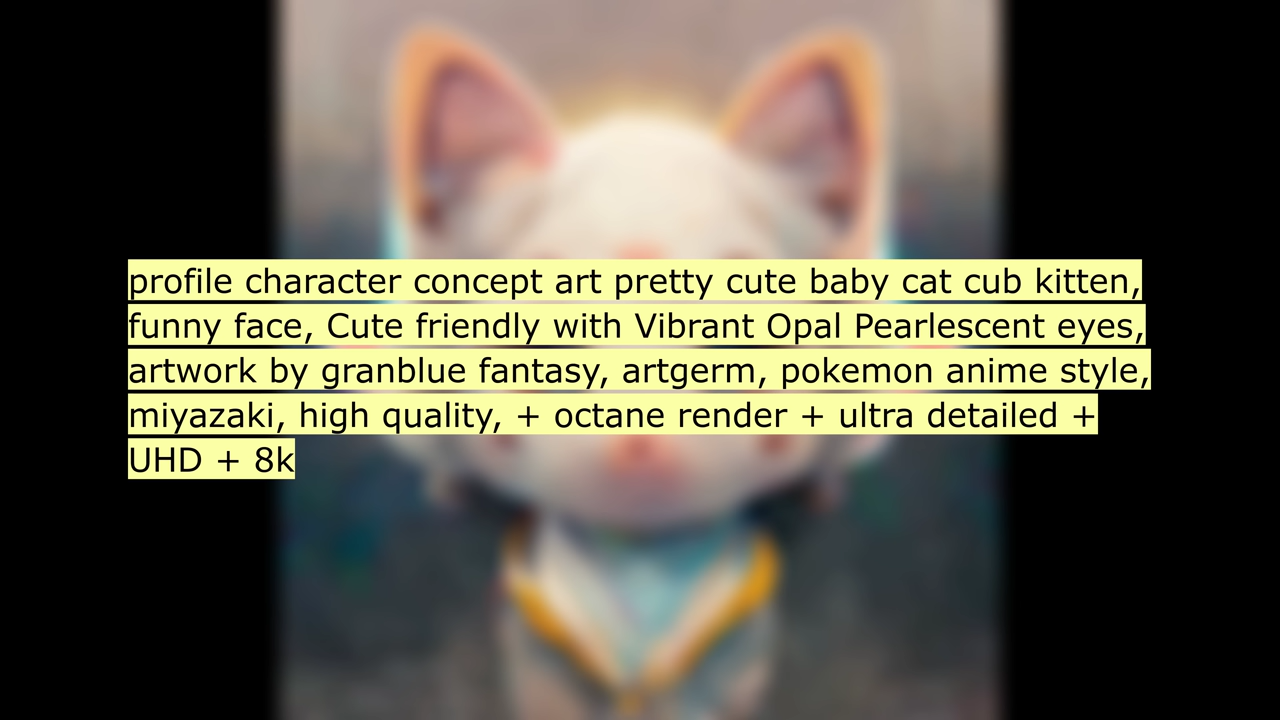 profile character concept art pretty cute baby cat cub kitten,
funny face, Cute friendly with Vibrant Opal Pearlescent eyes,
artwork by granblue fantasy, artgerm, pokemon anime style,
miyazaki, high quality, + octane render + ultra detailed +
UHD + 8k